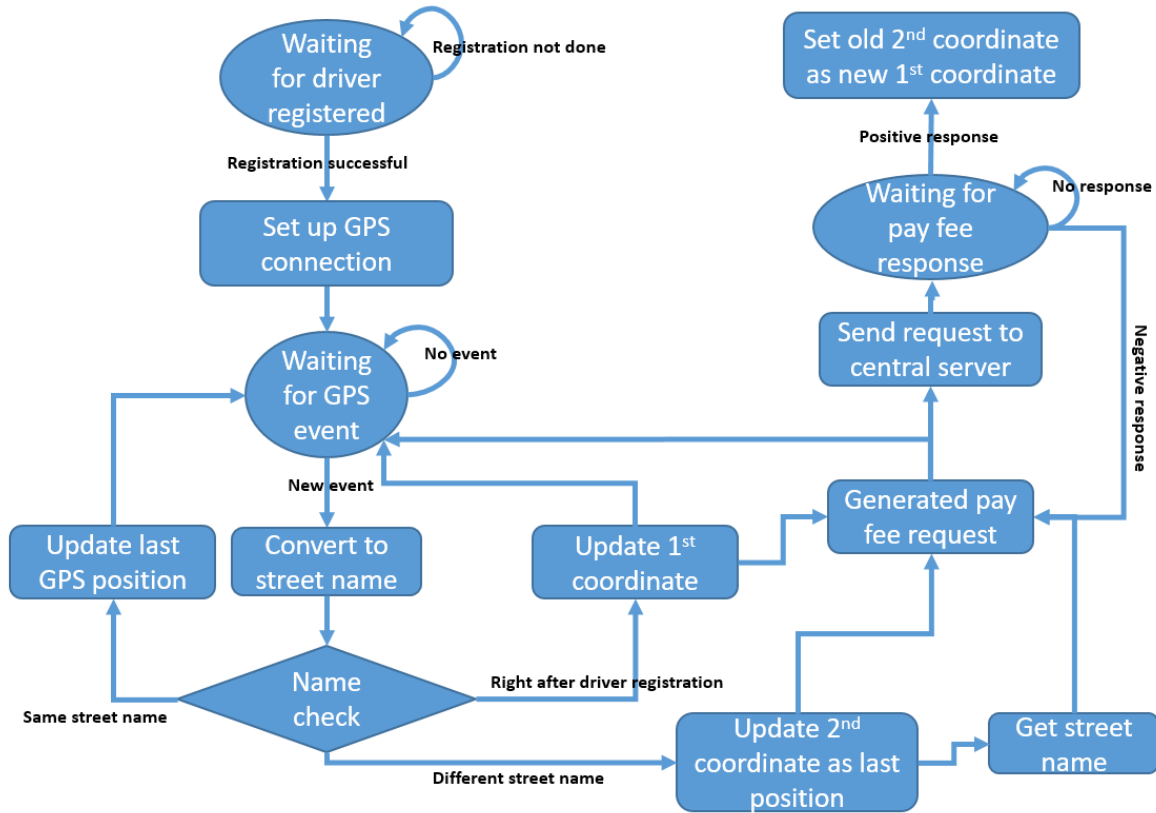 Waiting
for driver
registered
Registration not done
Registration successful
Set up GPS
connection
Waiting
for GPS
event
No event
New event
Update last
GPS position
Convert to
street name
Name
check
Same street name
Right after driver registration
Different street name
Update 1st
coordinate
Update 2nd
coordinate as last
position
Get street
name
Generated pay
fee request
Send request to
central server
Waiting for
pay fee
response
No response
Negative response
Positive response
Set old 2nd coordinate
as new 1st coordinate